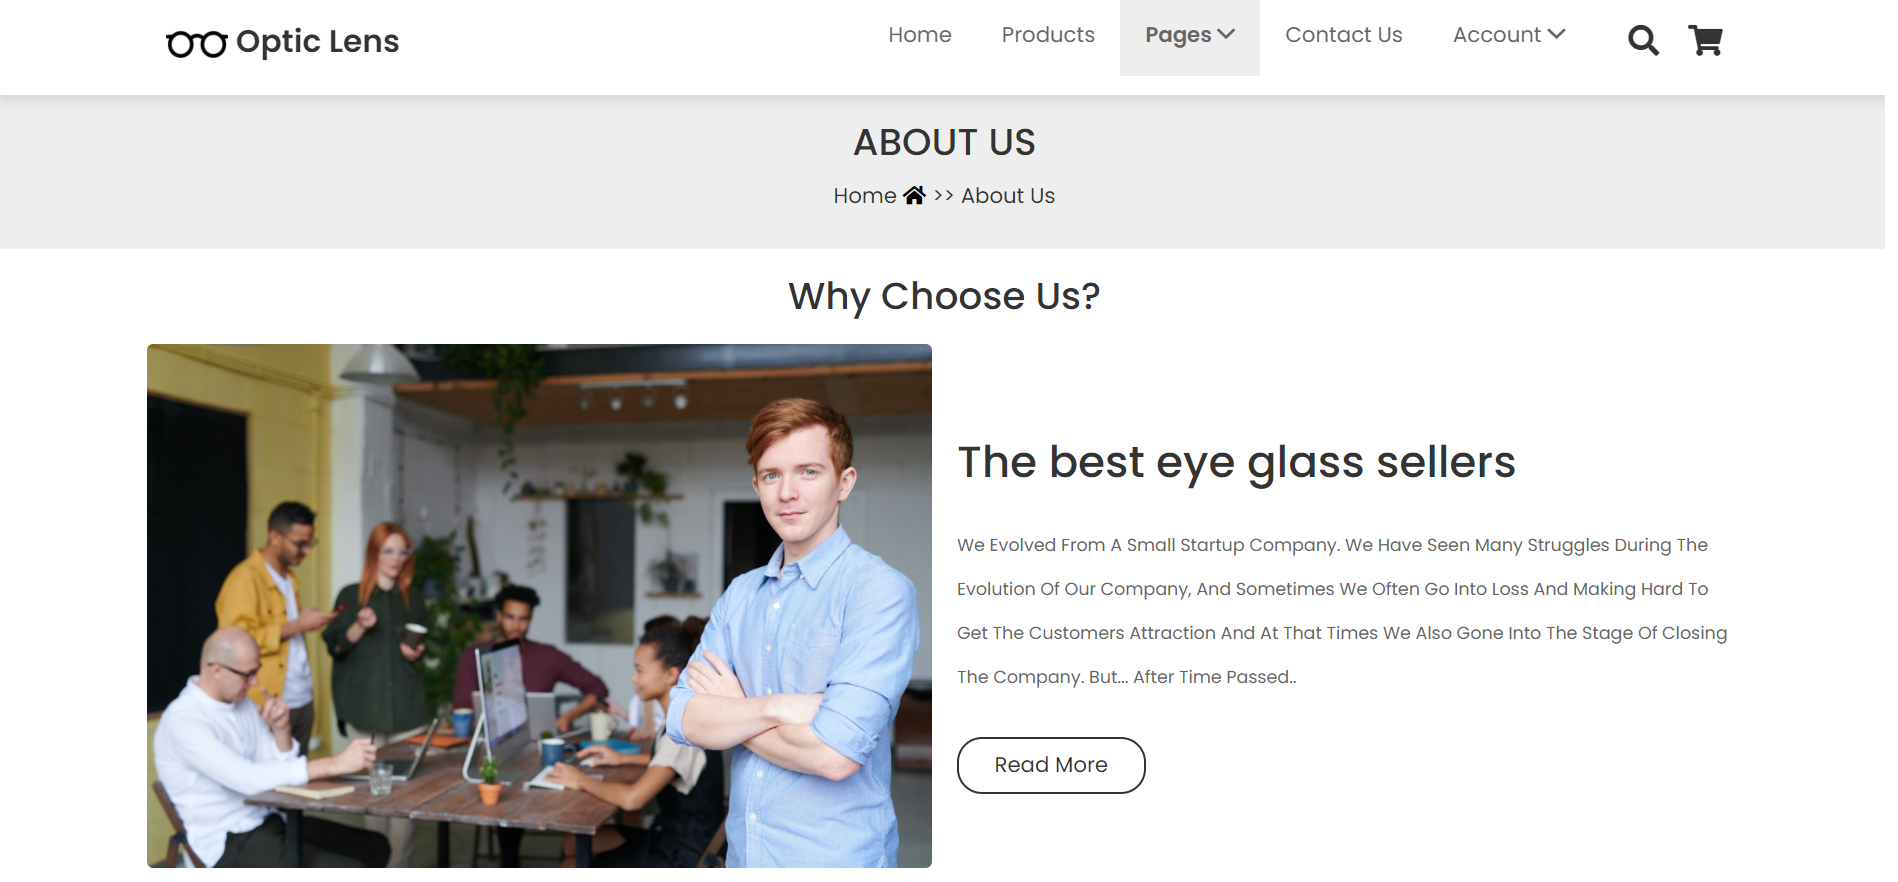 Optic Lens
Home
Products
Pages
Contact Us
Account
ABOUT US
Home >> About Us
Why Choose Us?
The best eye glass sellers
We Evolved From A Small Startup Company. We Have Seen Many Struggles During The
Evolution Of Our Company, And Sometimes We Often Go Into Loss And Making Hard To
Get The Customers Attraction And At That Times We Also Gone Into The Stage Of Closing
The Company. But... After Time Passed..
Read More